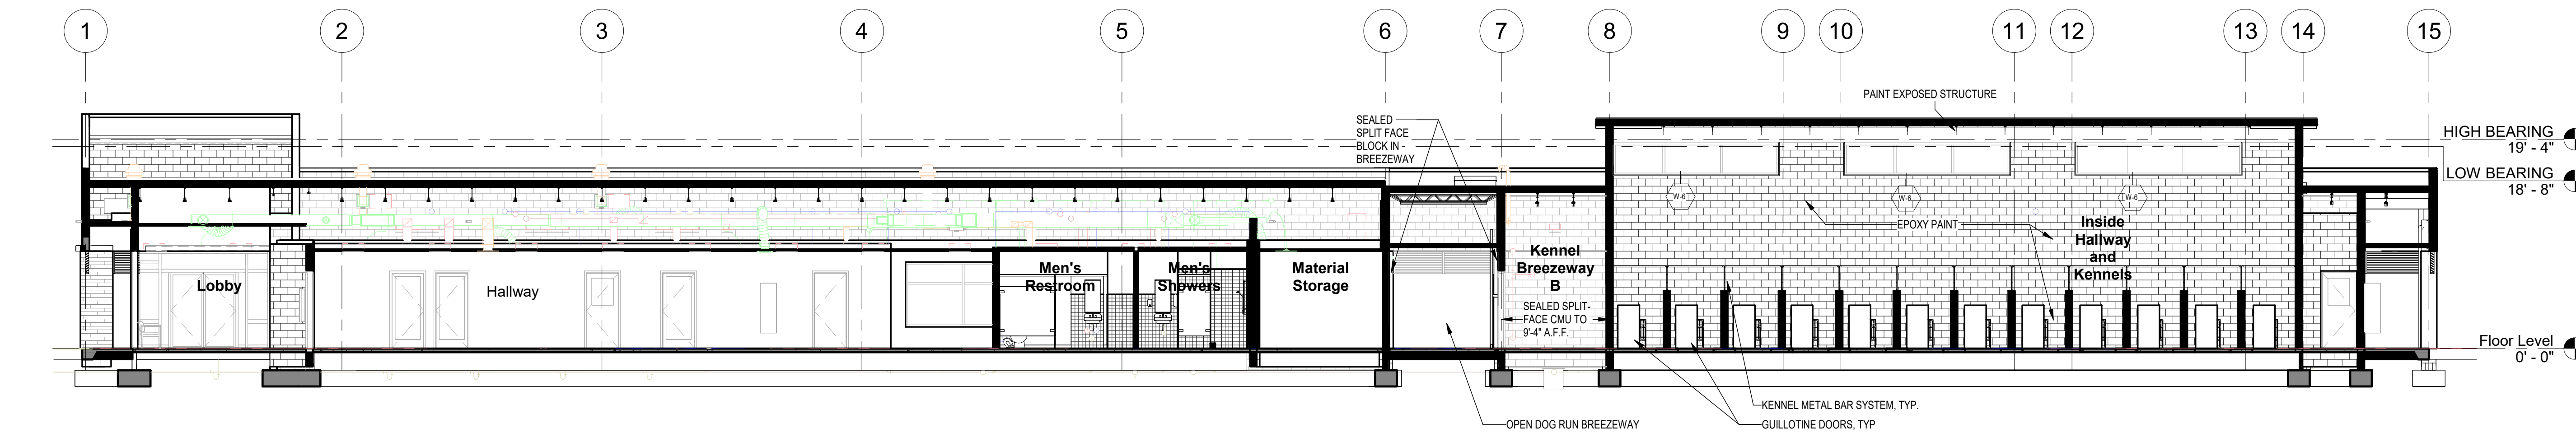 1
2
3
4
5
6
7
8
9
10
11
12
13
14
15
PAINT EXPOSED STRUCTURE
SEALED
SPLIT FACE
BLOCK IN
BREEZEWAY
HIGH BEARING
19' - 4"
LOW BEARING
18' - 8"
W-6
W-6
W-6
EPOXY PAINT
Inside
Hallway
and
Kennels
Kennel
Breezeway
B
Lobby
Hallway
Men's
Restroom
Men's
Showers
Material
Storage
SEALED SPLIT-
FACE CMU TO
9'-4" A.F.F.
Floor Level
0' - 0"
KENNEL METAL BAR SYSTEM, TYP.
GUILLOTINE DOORS, TYP
OPEN DOG RUN BREEZEWAY